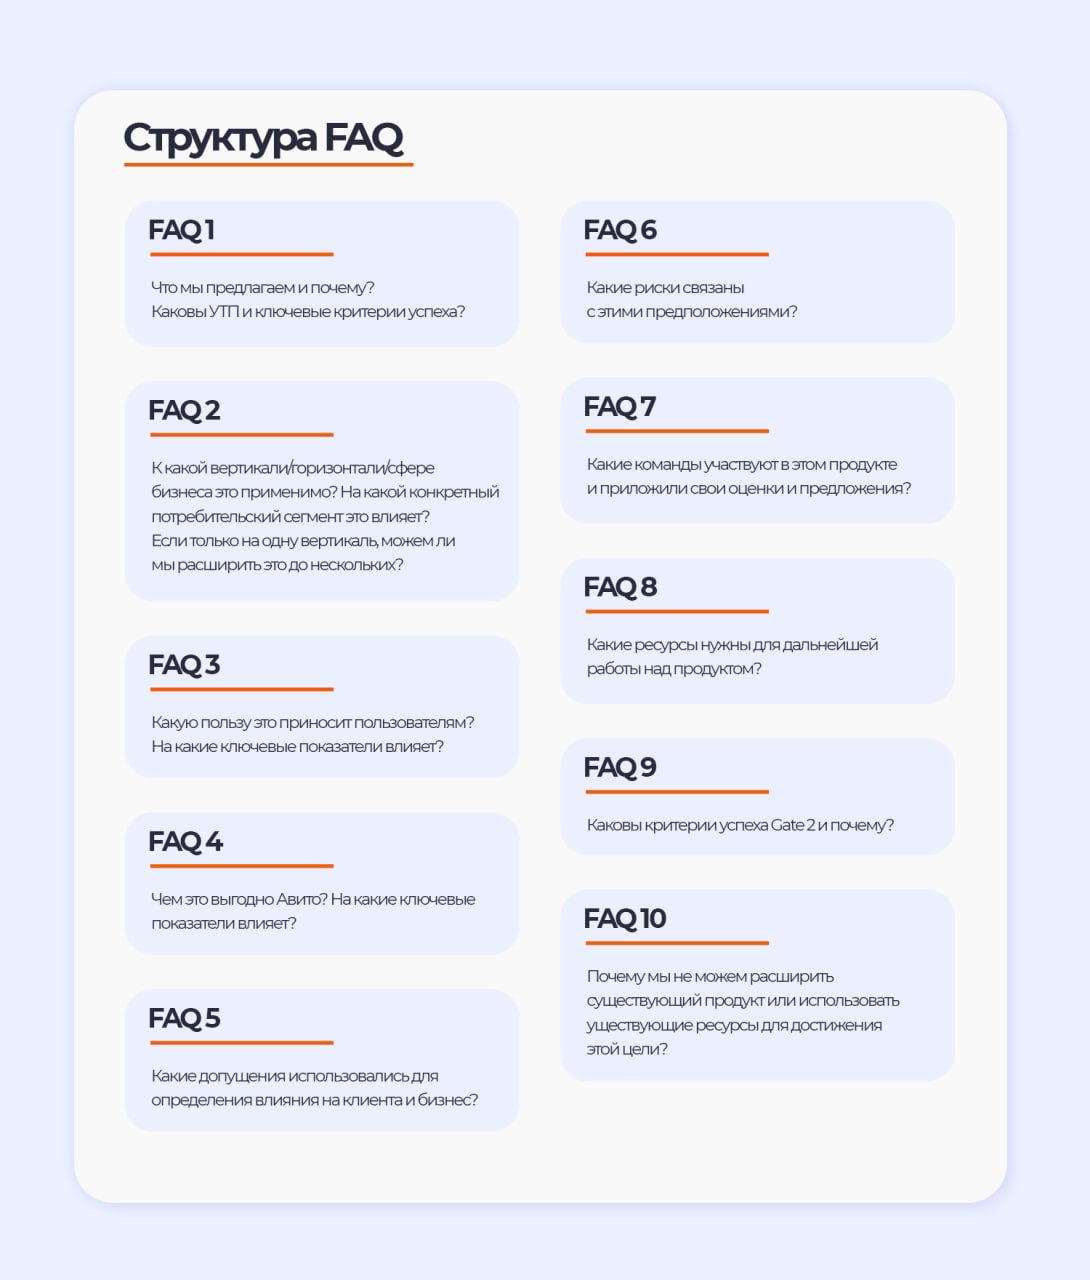 Структура FAQ
FAQ 1
Что мы предлагаем и почему?
Каковы УТП и ключевые критерии успеха?
FAQ 2
К какой вертикали/горизонтали/сфере
бизнеса это применимо? На какой конкретный
потребительский сегмент это влияет?
Если только на одну вертикаль, можем ли
мы расширить это до нескольких?
FAQ 3
Какую пользу это приносит пользователям?
На какие ключевые показатели влияет?
FAQ 4
Чем это выгодно Авито? На какие ключевые
показатели влияет?
FAQ 5
Какие допущения использовались для
определения влияния на клиента и бизнес?
FAQ 6
Какие риски связаны
с этими предположениями?
FAQ 7
Какие команды участвуют в этом продукте
и приложили свои оценки и предложения?
FAQ 8
Какие ресурсы нужны для дальнейшей
работы над продуктом?
FAQ 9
Каковы критерии успеха Gate 2 и почему?
FAQ 10
Почему мы не можем расширить
существующий продукт или использовать
уществующие ресурсы для достижения
этой цели?